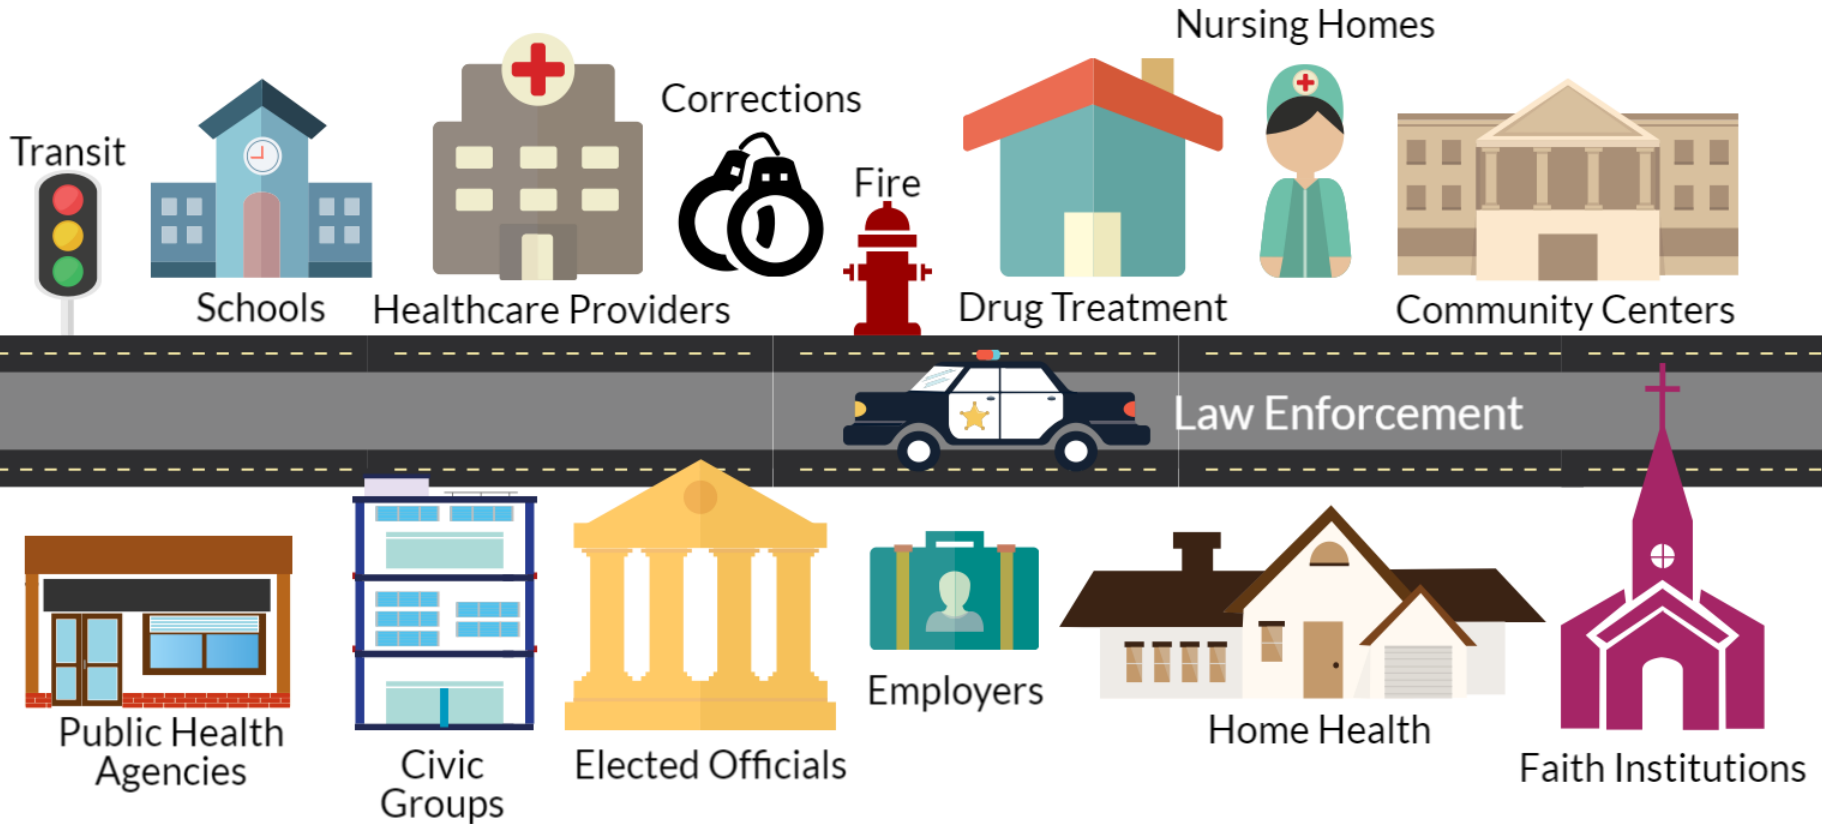 Nursing Homes
Corrections
Transit
Fire
Schools
Healthcare Providers
Drug Treatment
Community Centers
Law Enforcement
Employers
Public Health
Agencies
Home Health
Civic
Groups
Elected Officials
Faith Institutions